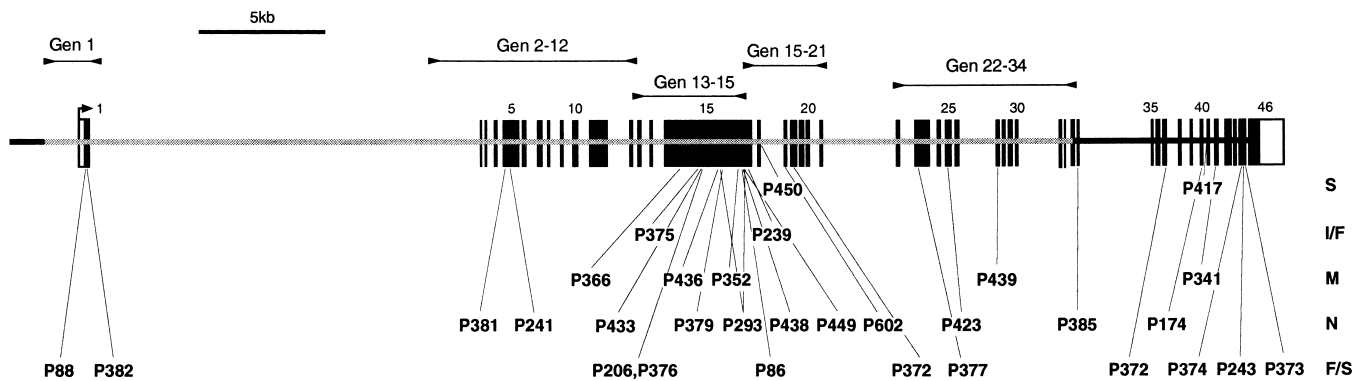 5kb
Gen 1
Gen 2-12
Gen 15-21
Gen 13-15
Gen 22-34
1 5 10 15 20 25 30 35 40 46
P450 P417 S
P375 P239 I/F
P366 P436 P352 P439 P341 M
P381 P241 P433 P379 P293 P438 P449 P602 P423 P385 P174 N
P88 P382 P206,P376 P86 P372 P377 P372 P374 P243 P373 F/S